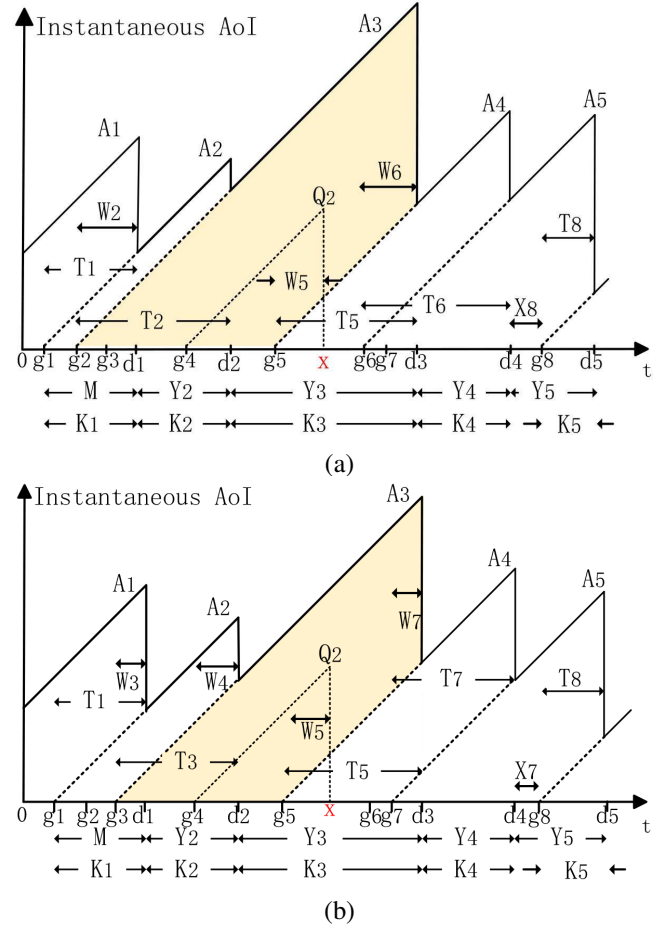 Instantaneous AoI
A3
A1
A2
A4
A5
W2
W6
Q2
T8
T1
W5
T2
T5
T6
X8
0 g1 g2 g3 d1 g4 d2 g5 x g6 g7 d3 d4 g8 d5 t
M Y2 Y3 Y4 Y5
K1 K2 K3 K4 K5
(a)
Instantaneous AoI
A3
A1
A2
A4
A5
W7
Q2
W3
W4
T1
T7
T8
W5
T3
T5
X7
0 g1 g2 g3 d1 g4 d2 g5 x g6 g7 d3 d4 g8 d5 t
M Y2 Y3 Y4 Y5
K1 K2 K3 K4 K5
(b)